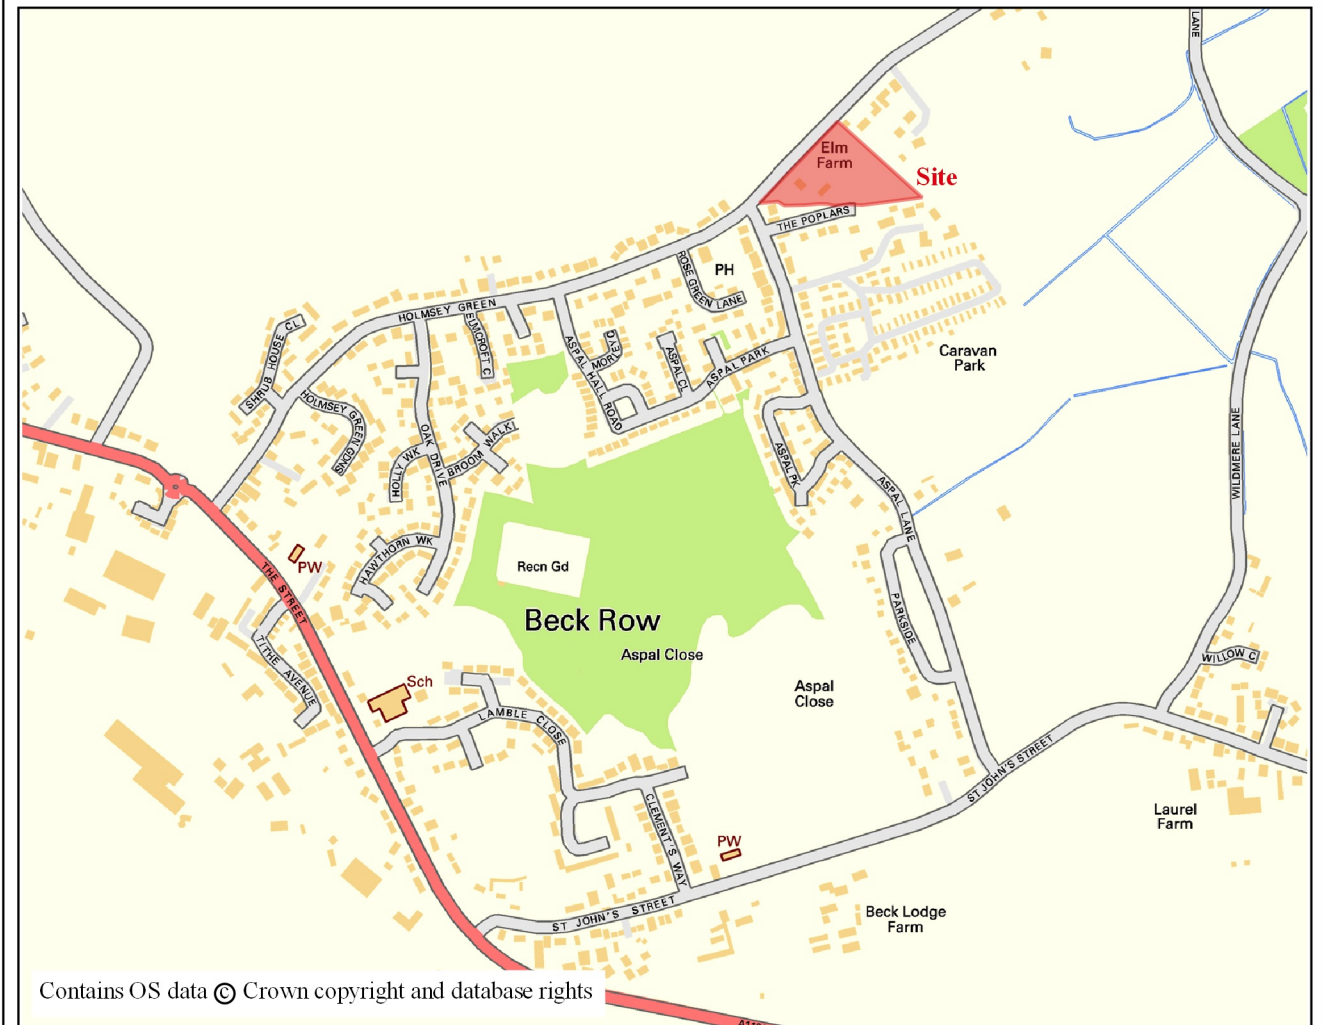 LANE
Elm
Farm
Site
THE POPLARS
PH
ROSE GREEN LANE
HOLMSEY GREEN
ELMCROFT C
SHRUB HOUSE CL
ASPAL HALL ROAD
ASPAL CL
ASPAL PARK
Caravan
Park
HOLMSEY GREEN GDNS
OAK DRIVE
HOLLY WK
BROOM WALK
ASPAL PK
ASPAL LANE
WILDMERE LANE
HAWTHORN WK
Recn Gd
PW
THE STREET
Beck Row
Aspal Close
PARKSIDE
TITHE AVENUE
WILLOW C
Sch
Aspal
Close
LAMBLE CLOSE
ST JOHN'S STREET
CLEMENT'S WAY
Laurel
Farm
PW
ST JOHN'S STREET
Beck Lodge
Farm
Contains OS data © Crown copyright and database rights